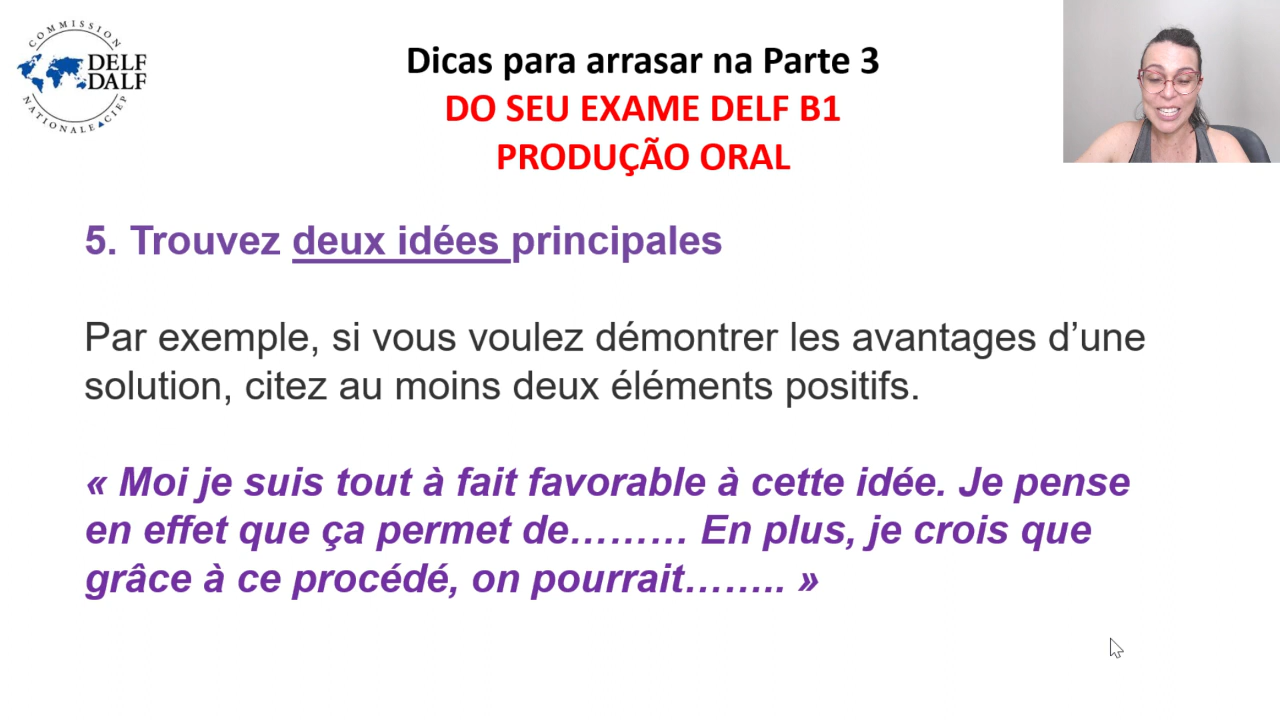 COMMISSION
DELF
DALF
NATIONALE CIEP
Dicas para arrasar na Parte 3
DO SEU EXAME DELF B1
PRODUÇÃO ORAL
5. Trouvez deux idées principales
Par exemple, si vous voulez démontrer les avantages d’une
solution, citez au moins deux éléments positifs.
« Moi je suis tout à fait favorable à cette idée. Je pense
en effet que ça permet de……… En plus, je crois que
grâce à ce procédé, on pourrait…….. »